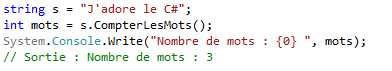 string s = "J'adore le C#";
int mots = s.CompterLesMots();
System.Console.Write("Nombre de mots : {0} ", mots);
// Sortie : Nombre de mots : 3